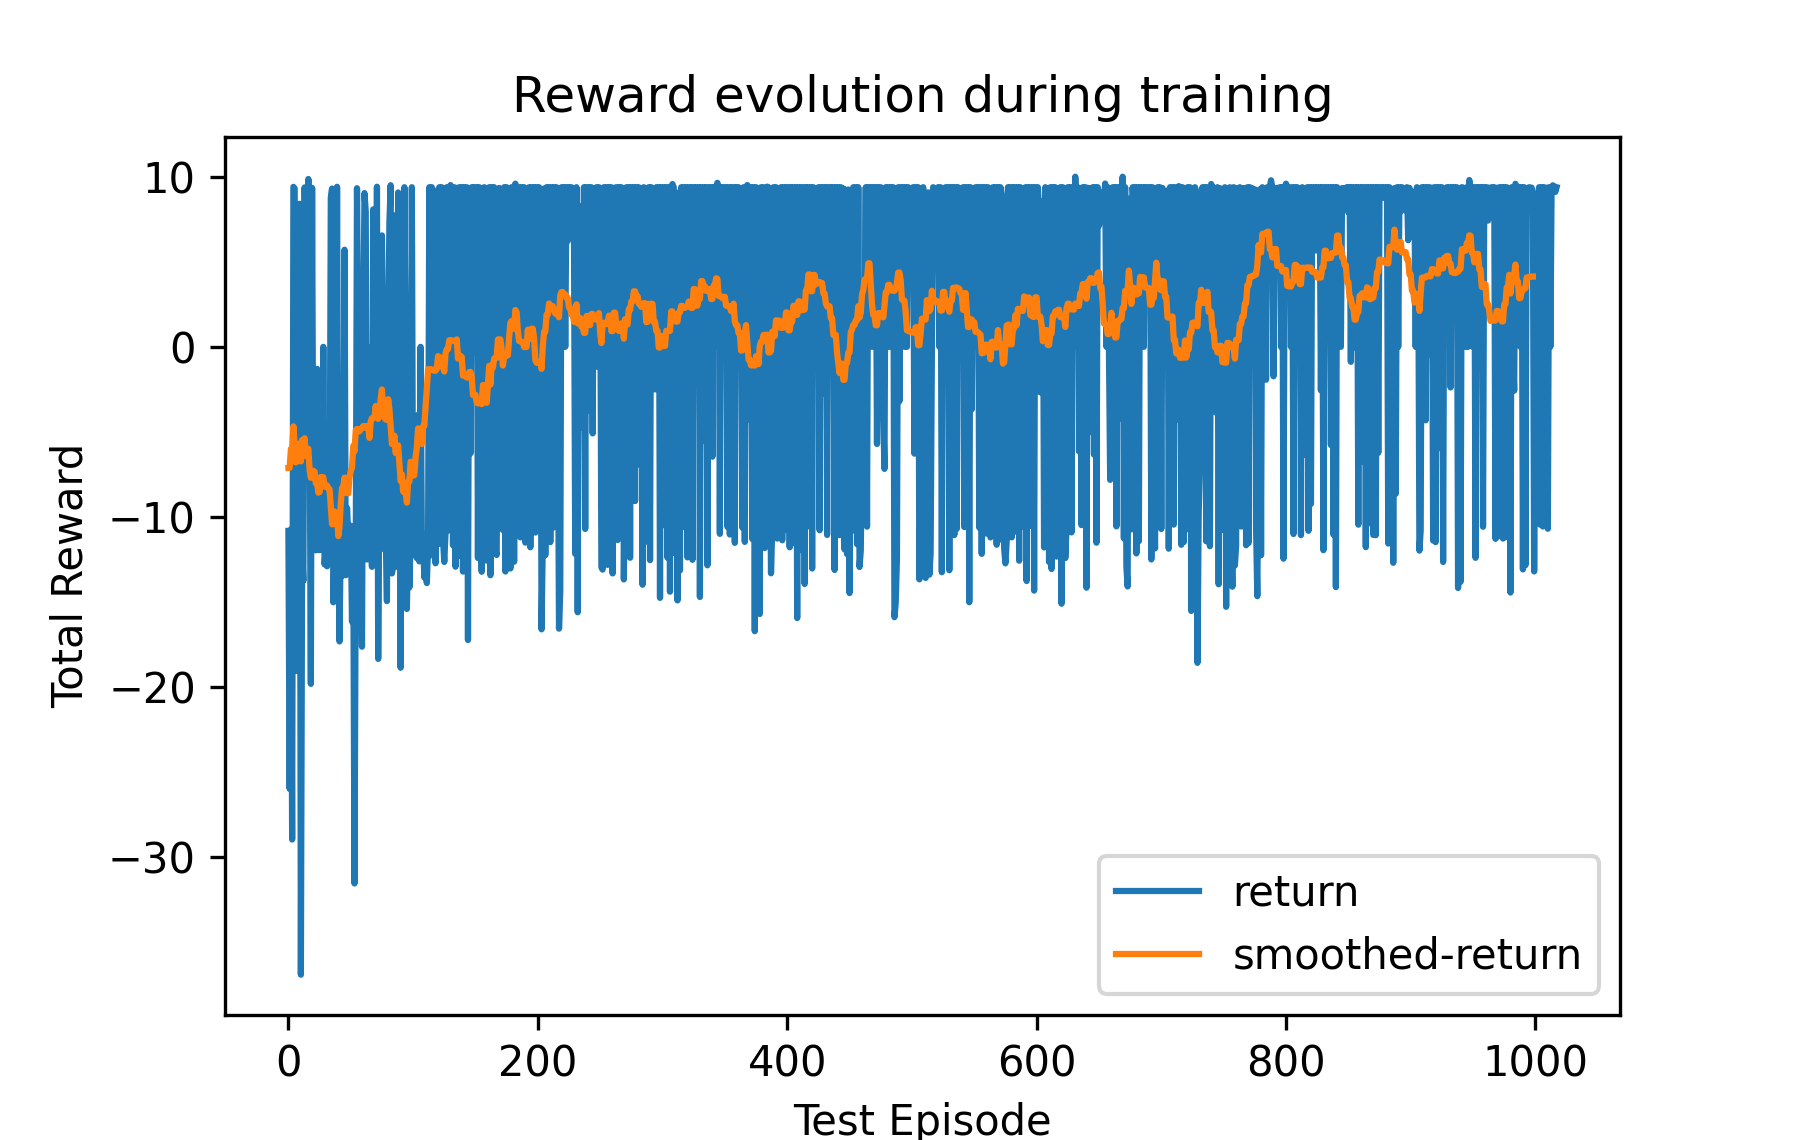 Reward evolution during training
10
0
−10
−20
−30
Total Reward
return
smoothed-return
0 200 400 600 800 1000
Test Episode